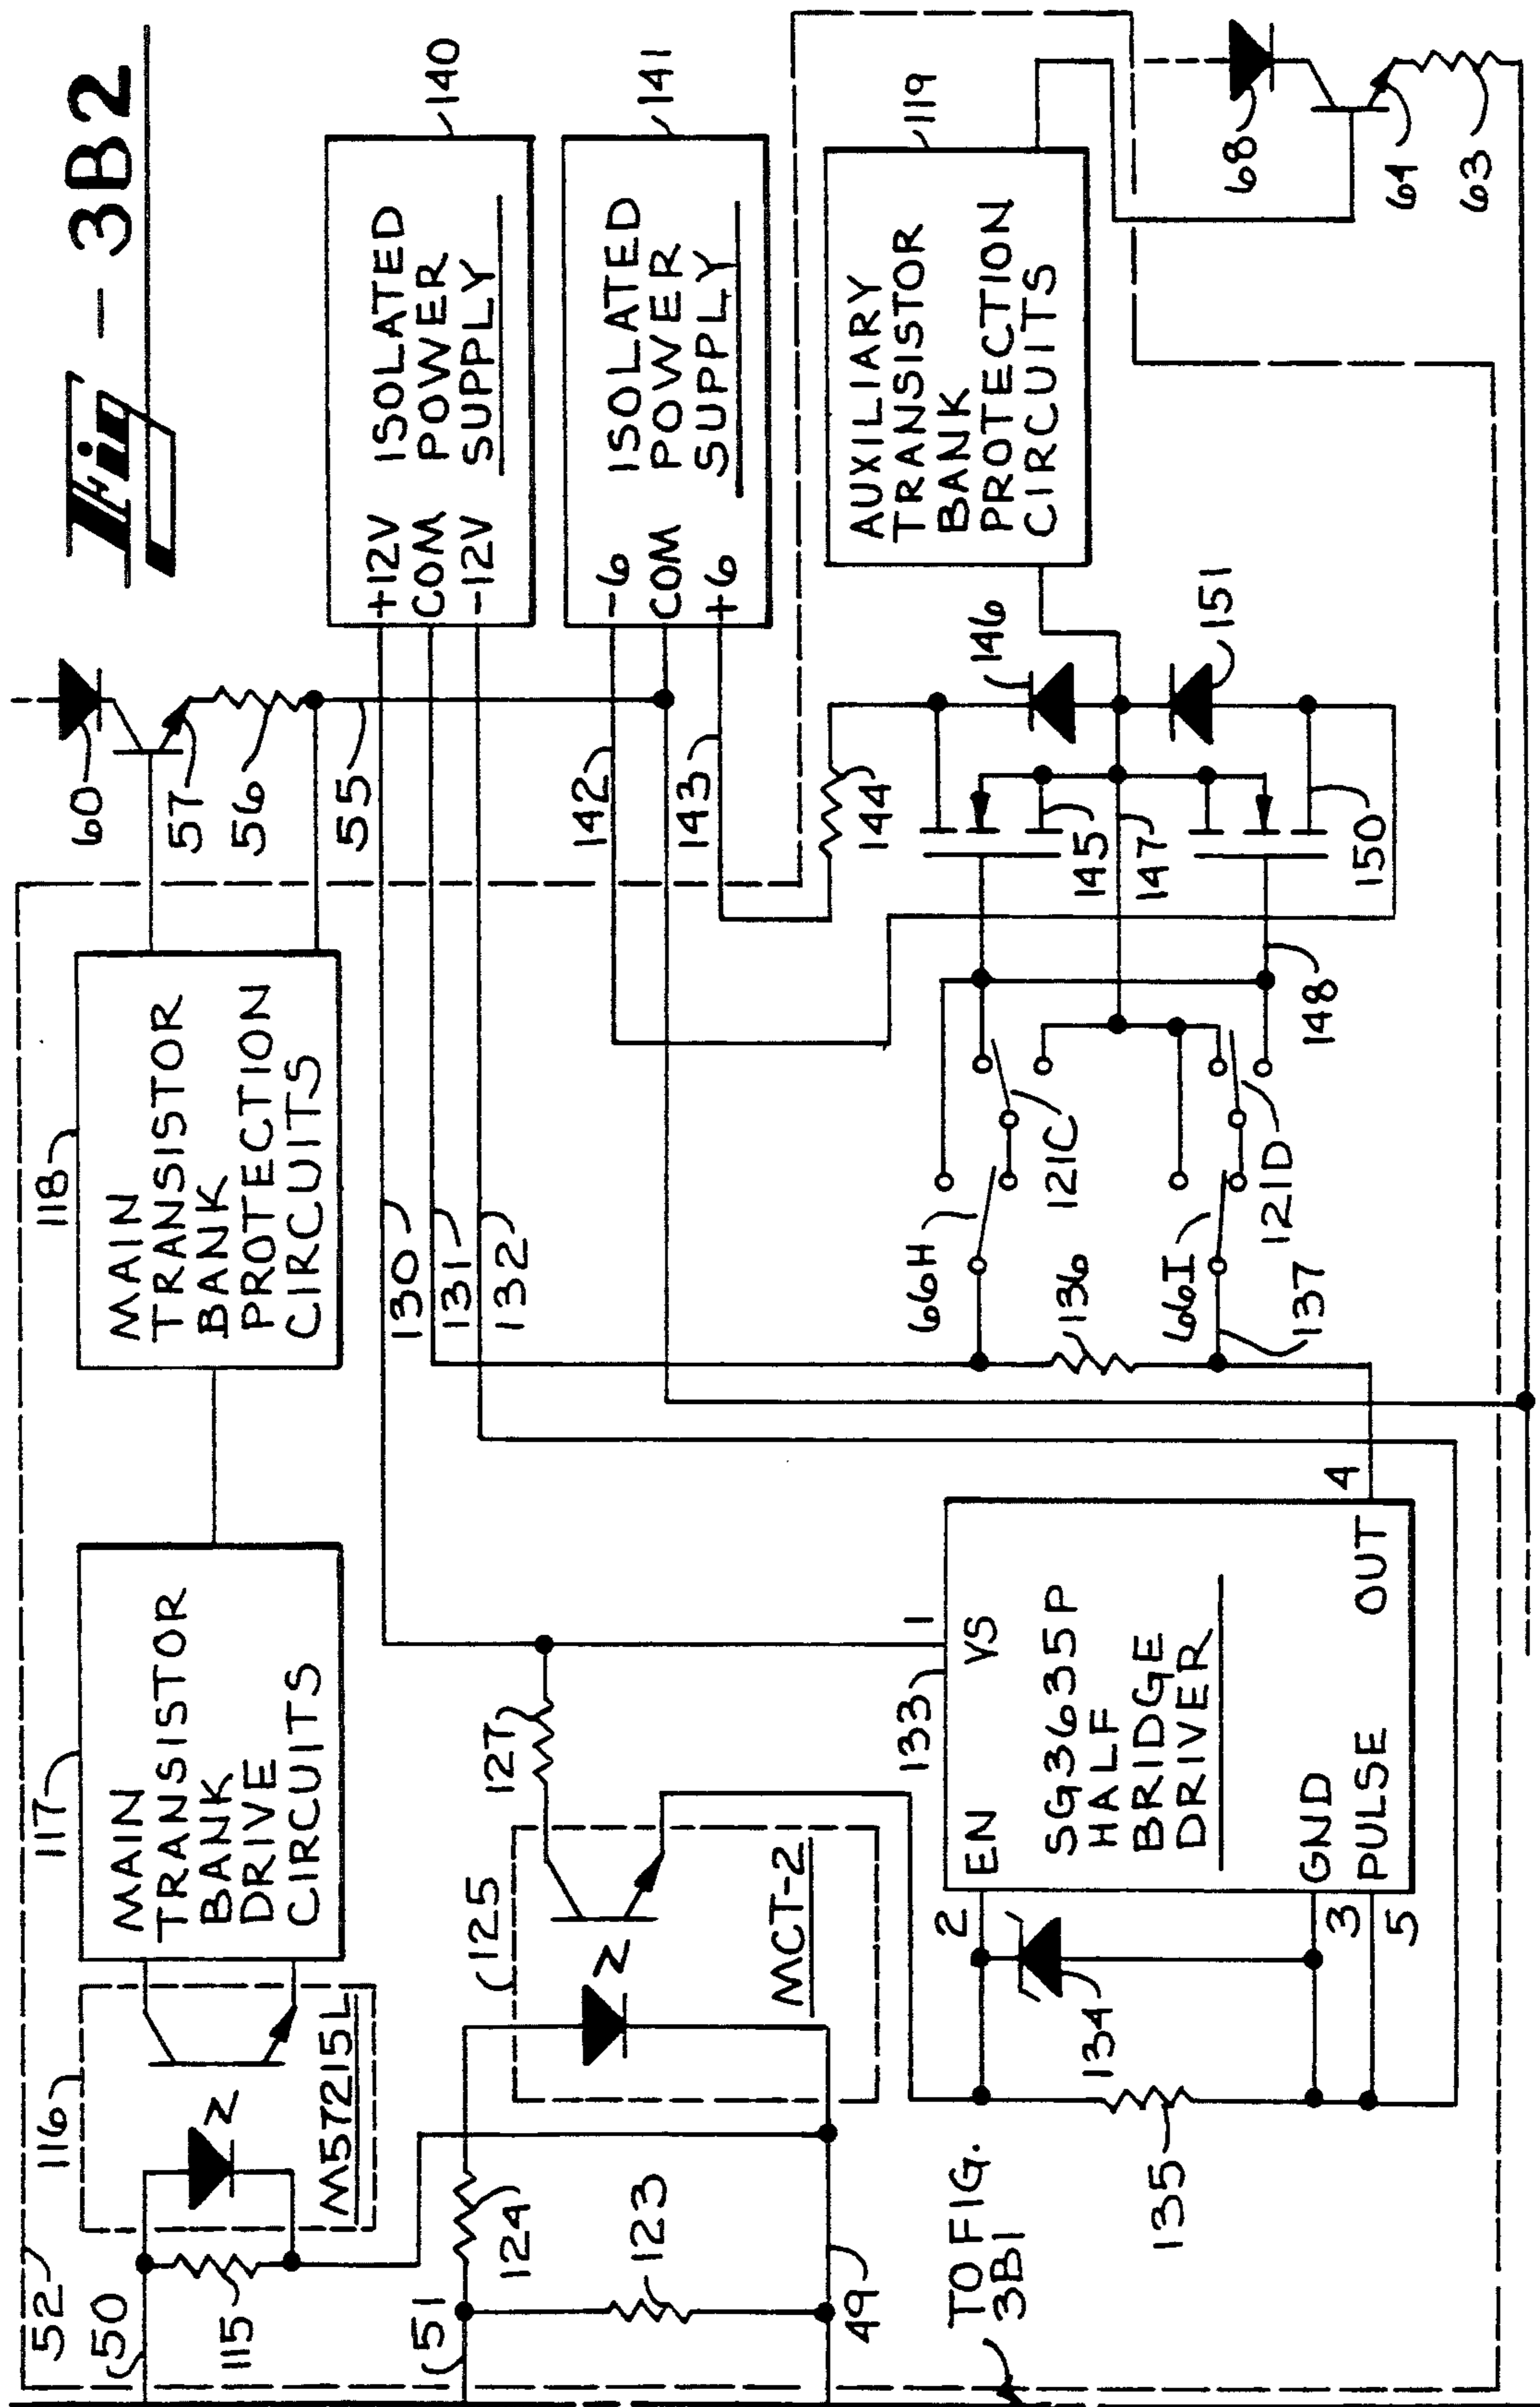 Fig - 3B2
52
50
115
116
M57215L
117
MAIN
TRANSISTOR
BANK
DRIVE
CIRCUITS
118
MAIN
TRANSISTOR
BANK
PROTECTION
CIRCUITS
60
57
56
55
140
+12V
COM
-12V
ISOLATED
POWER
SUPPLY
141
-6
COM
+6
ISOLATED
POWER
SUPPLY
130
131
132
142
143
51
124
123
49
125
MCT-2
127
TO FIG.
3B1
133
1
VS
2
EN
SG3635P
HALF
BRIDGE
DRIVER
GND
3
PULSE
5
OUT
4
134
135
66H
136
66I
137
121C
121D
144
145
146
147
148
150
151
119
AUXILIARY
TRANSISTOR
BANK
PROTECTION
CIRCUITS
68
64
63